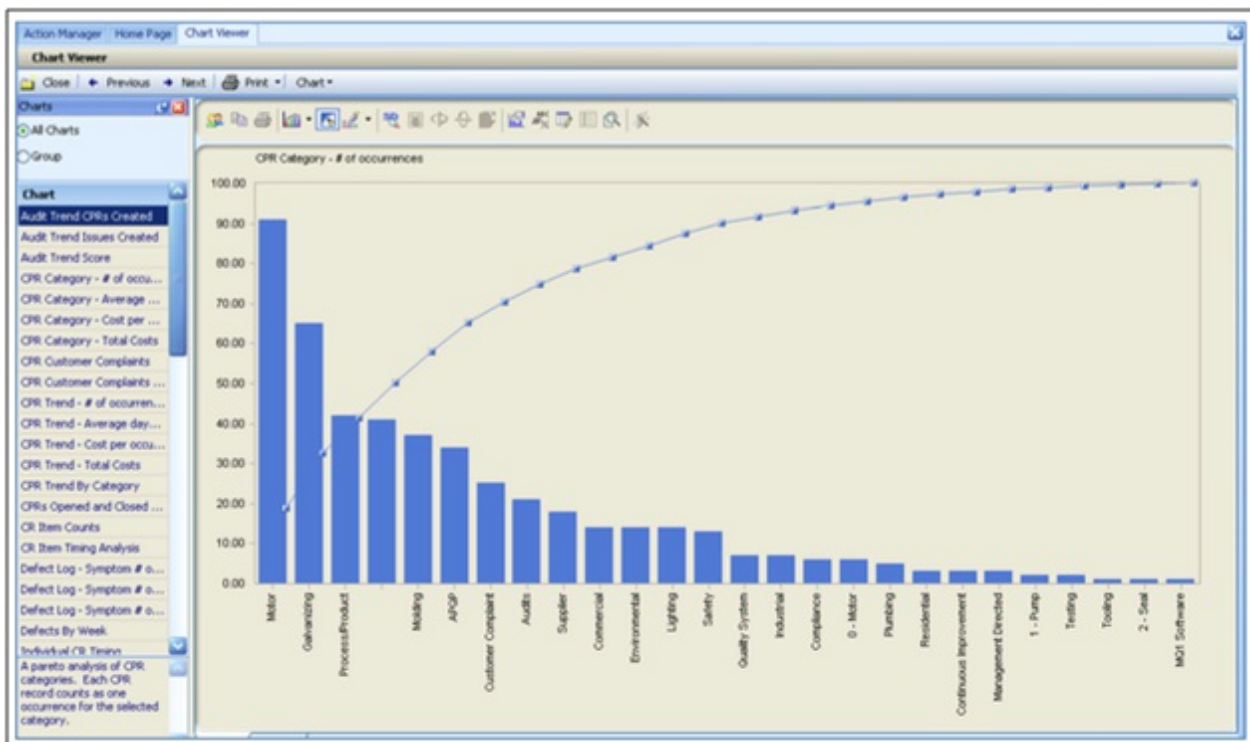 Action Manager Home Page Chart Viewer
Chart Viewer
Close Previous Next Print Chart
Charts
All Charts
Group
Chart
Audit Trend CPRs Created
Audit Trend Issues Created
Audit Trend Score
CPR Category - # of occu...
CPR Category - Average ...
CPR Category - Cost per ...
CPR Category - Total Costs
CPR Customer Complaints
CPR Customer Complaints ...
CPR Trend - # of occurren...
CPR Trend - Average day...
CPR Trend - Cost per occu...
CPR Trend - Total Costs
CPR Trend By Category
CPRs Opened and Closed ...
CR Item Counts
CR Item Timing Analysis
Defect Log - Symptom # o...
Defect Log - Symptom # o...
Defect Log - Symptom # o...
Defects By Week
Individual CR Timing
A pareto analysis of CPR
categories. Each CPR
record counts as one
occurrence for the selected
category.
CPR Category - # of occurrences
100.00
90.00
80.00
70.00
60.00
50.00
40.00
30.00
20.00
10.00
0.00
Motor
Galvanizing
Process/Product
Molding
APQP
Customer Complaint
Audits
Supplier
Commercial
Environmental
Lighting
Safety
Quality System
Industrial
Compliance
0 - Motor
Plumbing
Residential
Continuous Improvement
Management Directed
1 - Pump
Testing
Tooling
2 - Seal
MQ1 Software